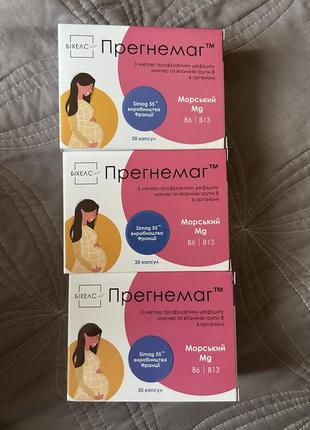 БІХЕЛС
Прегнемаг™
З метою профілактики дефіциту
магнію та вітамінів групи В
в організмі
Simag 55™
виробництва
Франції
Морський
Mg
B6 | B13
30 капсул
БІХЕЛС
Прегнемаг™
З метою профілактики дефіциту
магнію та вітамінів групи В
в організмі
Simag 55™
виробництва
Франції
Морський
Mg
B6 | B13
30 капсул
БІХЕЛС
Прегнемаг™
З метою профілактики дефіциту
магнію та вітамінів групи В
в організмі
Simag 55™
виробництва
Франції
Морський
Mg
B6 | B13
30 капсул